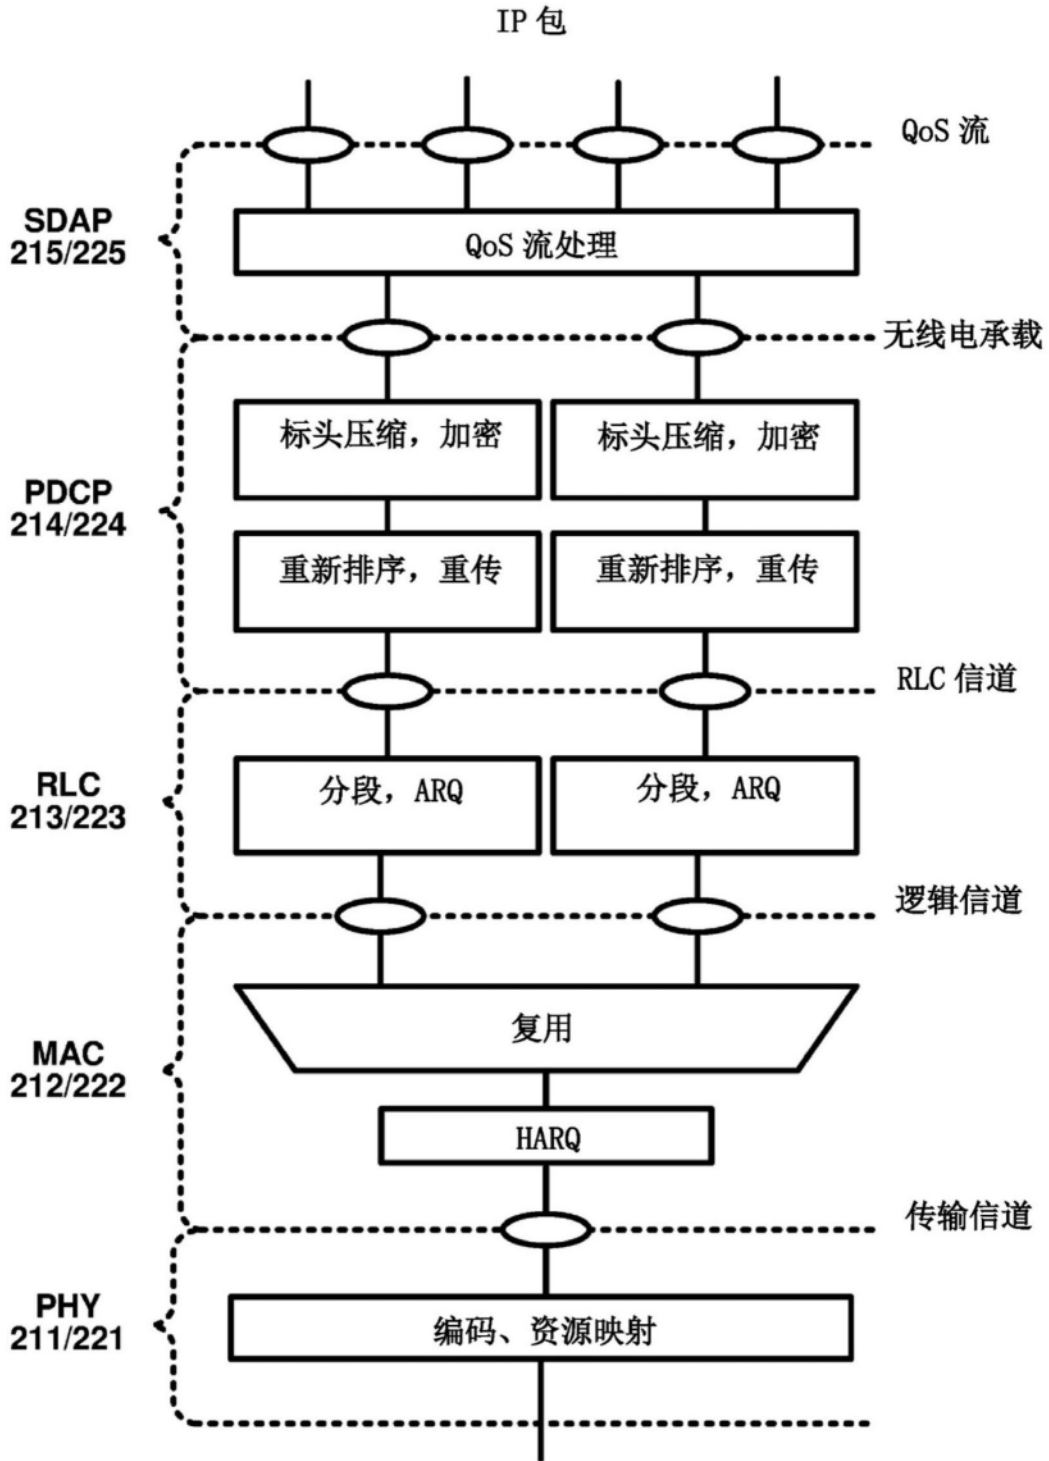 IP 包
QoS 流
SDAP
215/225
QoS 流处理
无线电承载
标头压缩，加密
标头压缩，加密
PDCP
214/224
重新排序，重传
重新排序，重传
RLC 信道
RLC
213/223
分段，ARQ
分段，ARQ
逻辑信道
复用
MAC
212/222
HARQ
传输信道
PHY
211/221
编码、资源映射